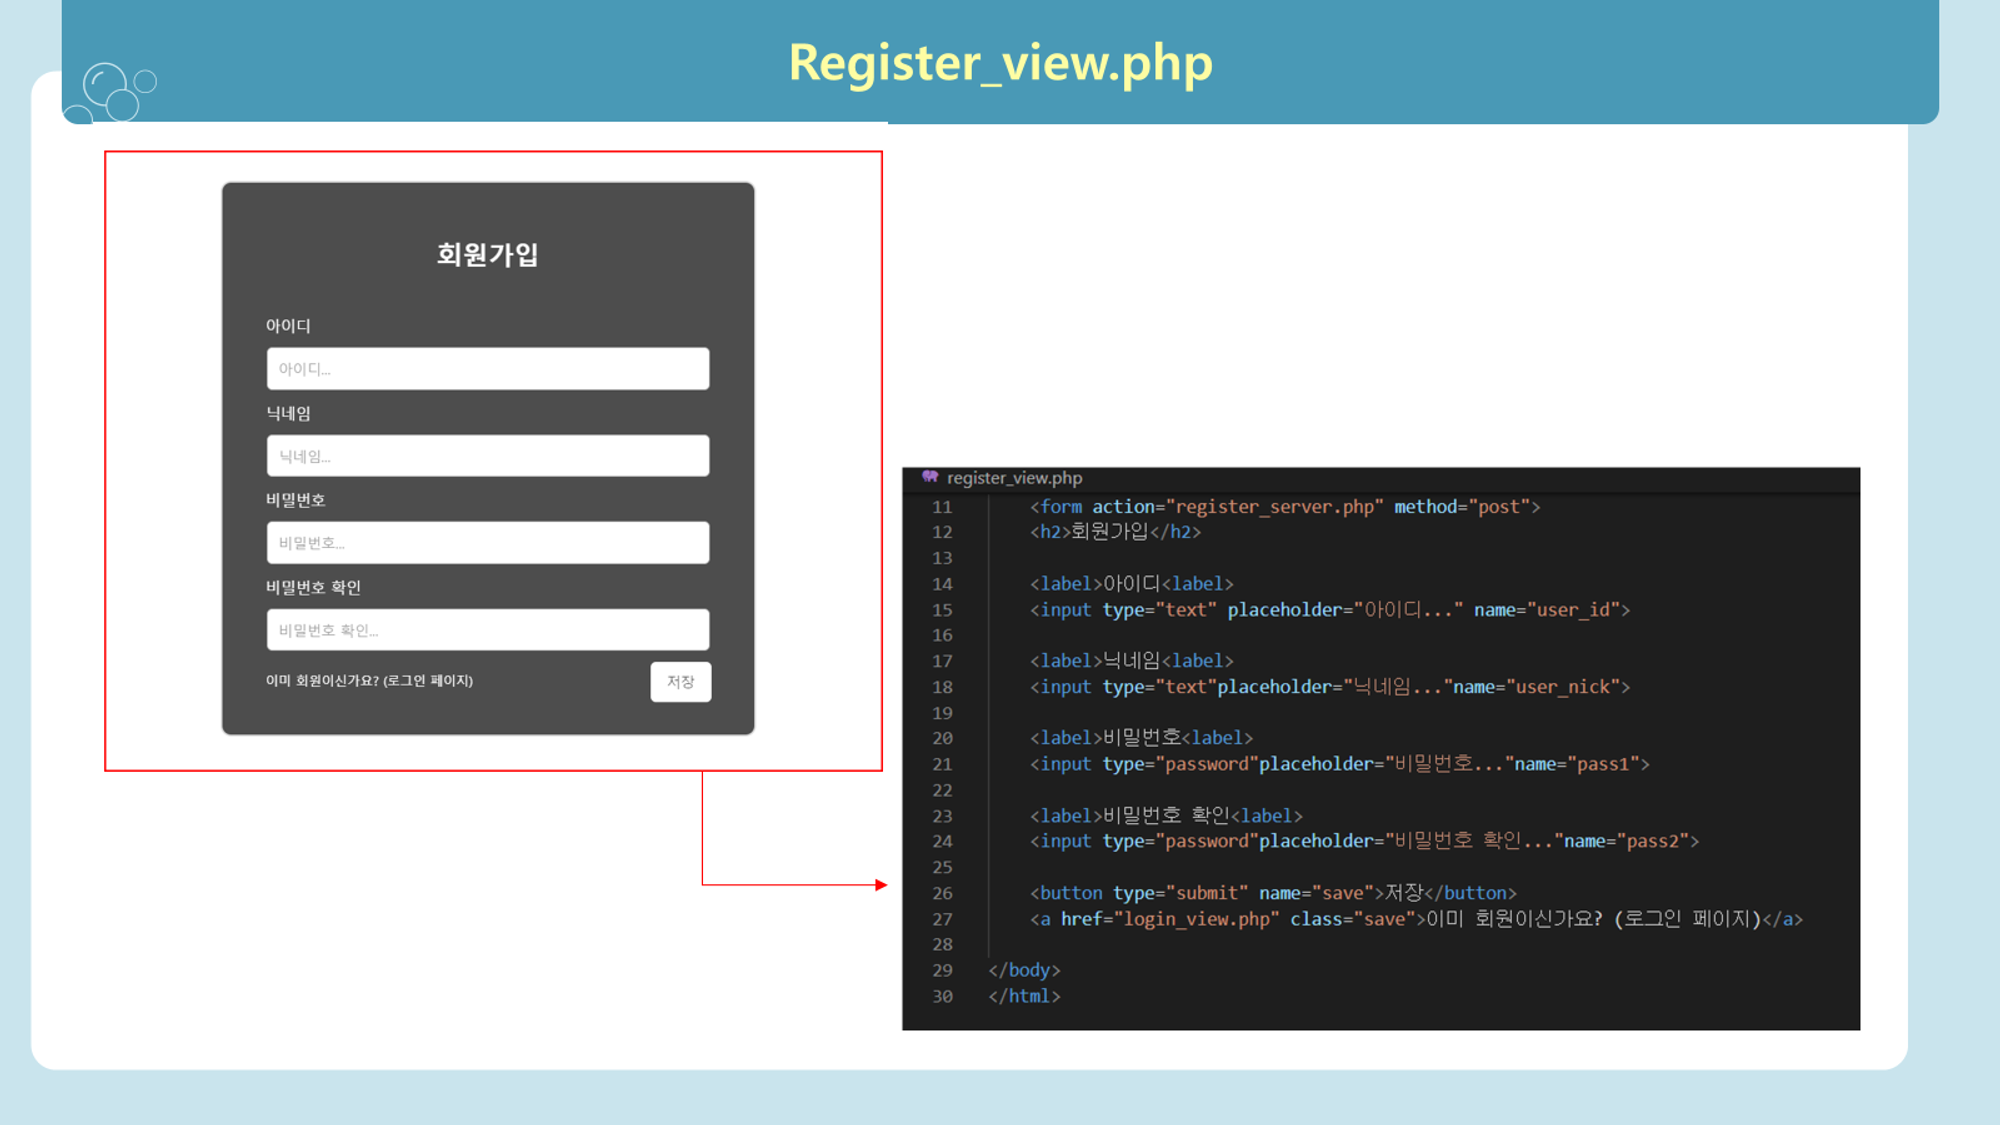 Register_view.php
회원가입
아이디
아이디...
닉네임
닉네임...
비밀번호
비밀번호...
비밀번호 확인
비밀번호 확인...
이미 회원이신가요? (로그인 페이지)
저장
register_view.php
11 <form action="register_server.php" method="post">
12 <h2>회원가입</h2>
13
14 <label>아이디<label>
15 <input type="text" placeholder="아이디..." name="user_id">
16
17 <label>닉네임<label>
18 <input type="text"placeholder="닉네임..."name="user_nick">
19
20 <label>비밀번호<label>
21 <input type="password"placeholder="비밀번호..."name="pass1">
22
23 <label>비밀번호 확인<label>
24 <input type="password"placeholder="비밀번호 확인..."name="pass2">
25
26 <button type="submit" name="save">저장</button>
27 <a href="login_view.php" class="save">이미 회원이신가요? (로그인 페이지)</a>
28
29 </body>
30 </html>